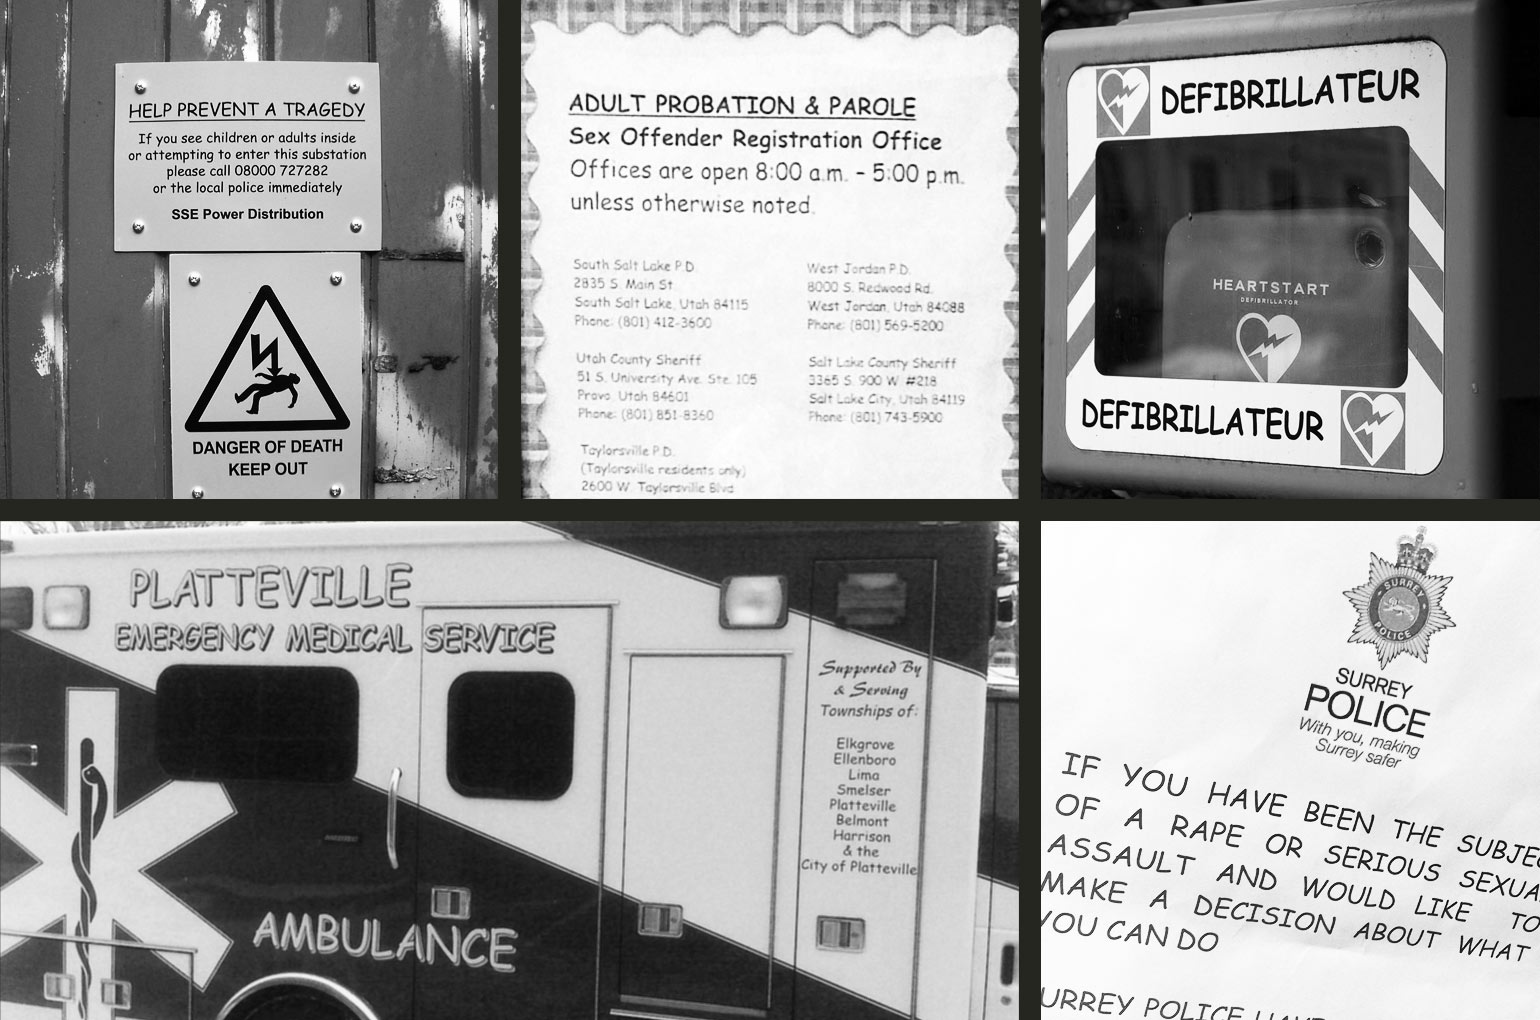 HELP PREVENT A TRAGEDY
If you see children or adults inside
or attempting to enter this substation
please call 08000 727282
or the local police immediately
SSE Power Distribution
DANGER OF DEATH
KEEP OUT
ADULT PROBATION & PAROLE
Sex Offender Registration Office
Offices are open 8:00 a.m. - 5:00 p.m.
unless otherwise noted.
South Salt Lake P.D.
2835 S. Main St
South Salt Lake, Utah 84115
Phone: (801) 412-3600
West Jordan P.D.
8000 S. Redwood Rd.
West Jordan, Utah 84088
Phone: (801) 569-5200
Utah County Sheriff
51 S. University Ave. Ste. 105
Provo, Utah 84601
Phone: (801) 851-8360
Salt Lake County Sheriff
3365 S. 900 W. #218
Salt Lake City, Utah 84119
Phone: (801) 743-5900
Taylorsville P.D.
(Taylorsville residents only)
2600 W. Taylorsville Blvd
DEFIBRILLATEUR
HEARTSTART
DEFIBRILLATOR
DEFIBRILLATEUR
PLATTEVILLE
EMERGENCY MEDICAL SERVICE
Supported By
& Serving
Townships of:
Elkgrove
Ellenboro
Lima
Smelser
Platteville
Belmont
Harrison
& the
City of Platteville
AMBULANCE
SURREY
POLICE
SURREY
POLICE
With you, making
Surrey safer
IF YOU HAVE BEEN THE SUBJEC
OF A RAPE OR SERIOUS SEXUA
ASSAULT AND WOULD LIKE TO
MAKE A DECISION ABOUT WHAT
YOU CAN DO
URREY POLICE HAVE